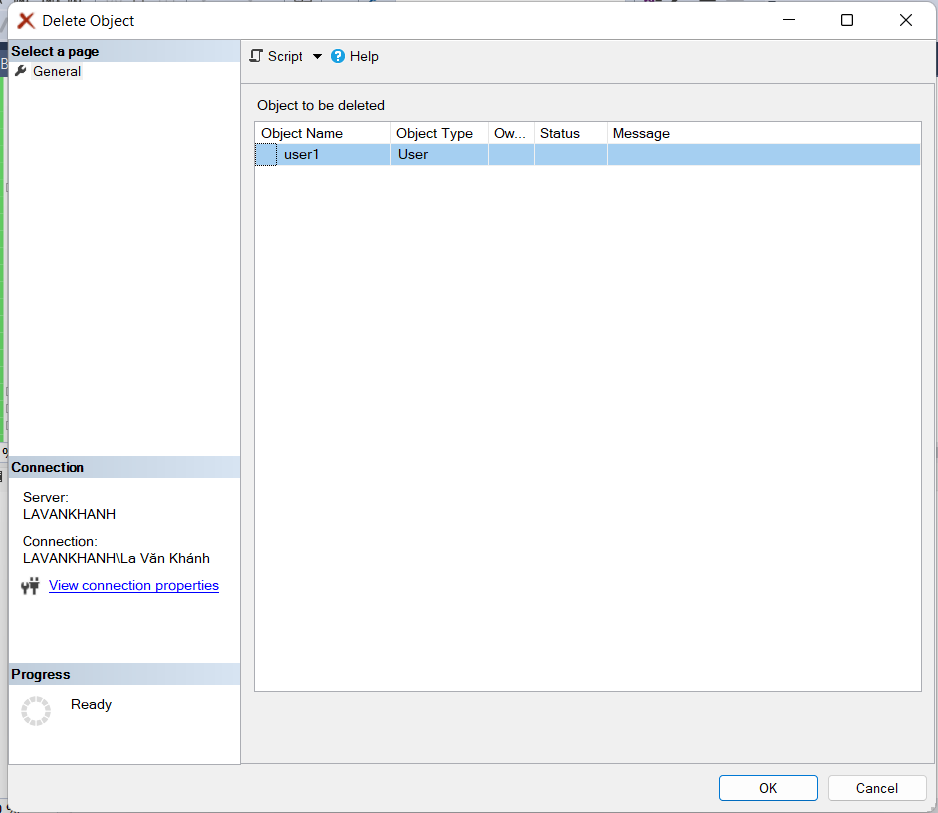 Delete Object
Select a page
General
Script Help
Object to be deleted
Object Name Object Type Ow... Status Message
user1 User
Connection
Server:
LAVANKHANH
Connection:
LAVANKHANH\La Văn Khánh
View connection properties
Progress
Ready
OK Cancel